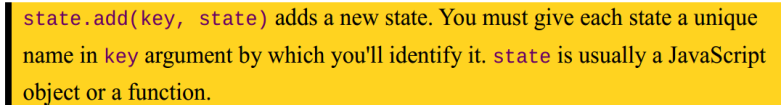 state.add(key, state) adds a new state. You must give each state a unique
name in key argument by which you'll identify it. state is usually a JavaScript
object or a function.